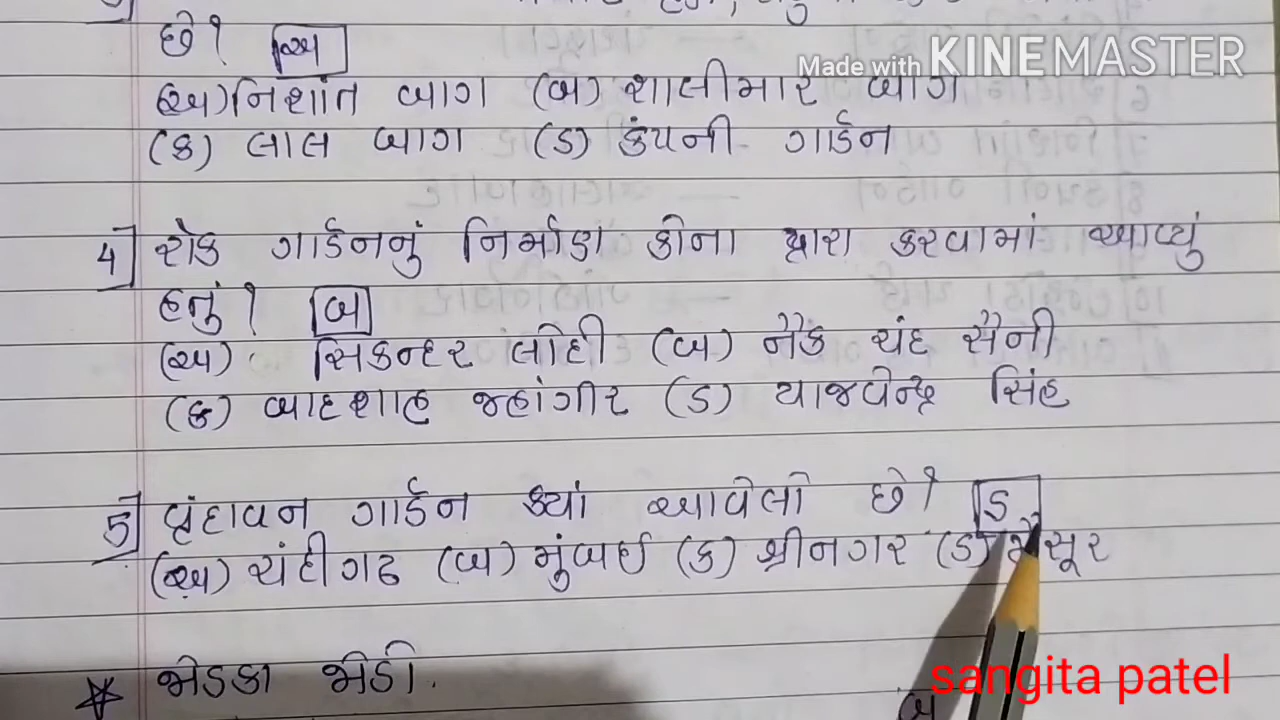 છે? અ
Made with KINEMASTER
(અ) નિશાંત બાગ (બ) શાલીમાર બાગ
(ક) લાલ બાગ (ડ) કંપની ગાર્ડન
4] રોક ગાર્ડનનું નિર્માણ કોના દ્વારા કરવામાં આવ્યું
હતું? બ
(અ) સિકન્દર લોદી (બ) નૈક ચંદ સૈની
(ક) બાદશાહ જહાંગીર (ડ) યાજવેન્દ્ર સિંહ
5] વૃંદાવન ગાર્ડન ક્યાં આવેલો છે? ડ
(અ) ચંદીગઢ (બ) મુંબઈ (ક) શ્રીનગર (ડ) મૈસૂર
* જોડકા જોડો.
sangita patel
બ